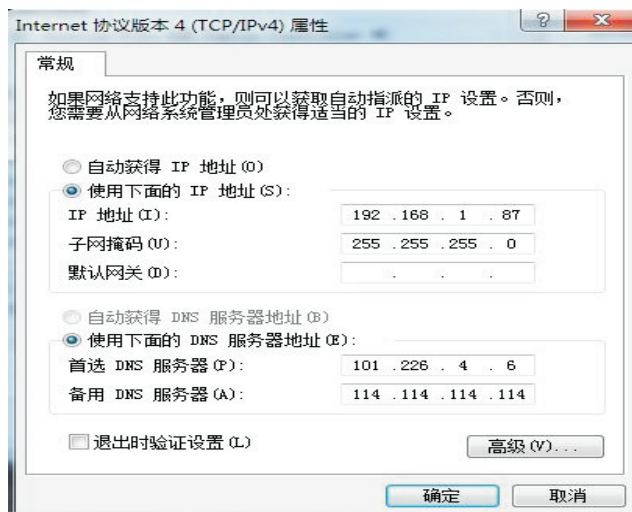 Internet 协议版本 4 (TCP/IPv4) 属性
常规
如果网络支持此功能，则可以获取自动指派的 IP 设置。否则，
您需要从网络系统管理员处获得适当的 IP 设置。
自动获得 IP 地址(O)
使用下面的 IP 地址(S):
IP 地址(I): 192 .168 . 1 . 87
子网掩码(U): 255 .255 .255 . 0
默认网关(D): . . .
自动获得 DNS 服务器地址(B)
使用下面的 DNS 服务器地址(E):
首选 DNS 服务器(P): 101 .226 . 4 . 6
备用 DNS 服务器(A): 114 .114 .114 .114
退出时验证设置(L)
高级(V)...
确定 取消